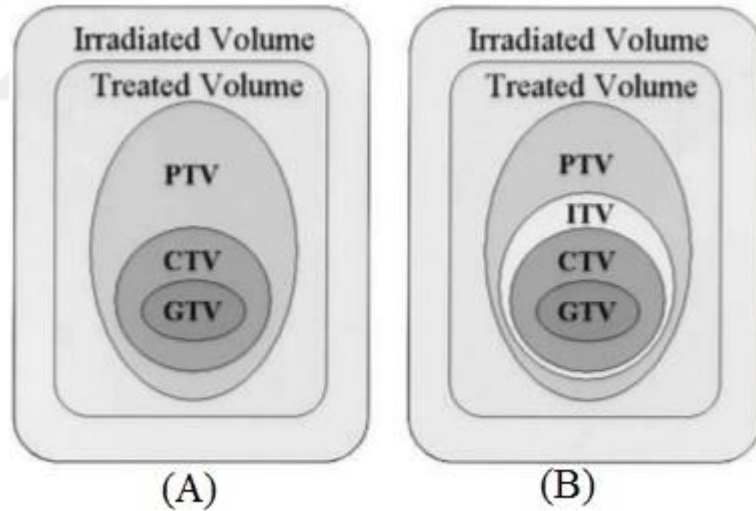 Irradiated Volume
Treated Volume
PTV
CTV
GTV
(A)
Irradiated Volume
Treated Volume
PTV
ITV
CTV
GTV
(B)